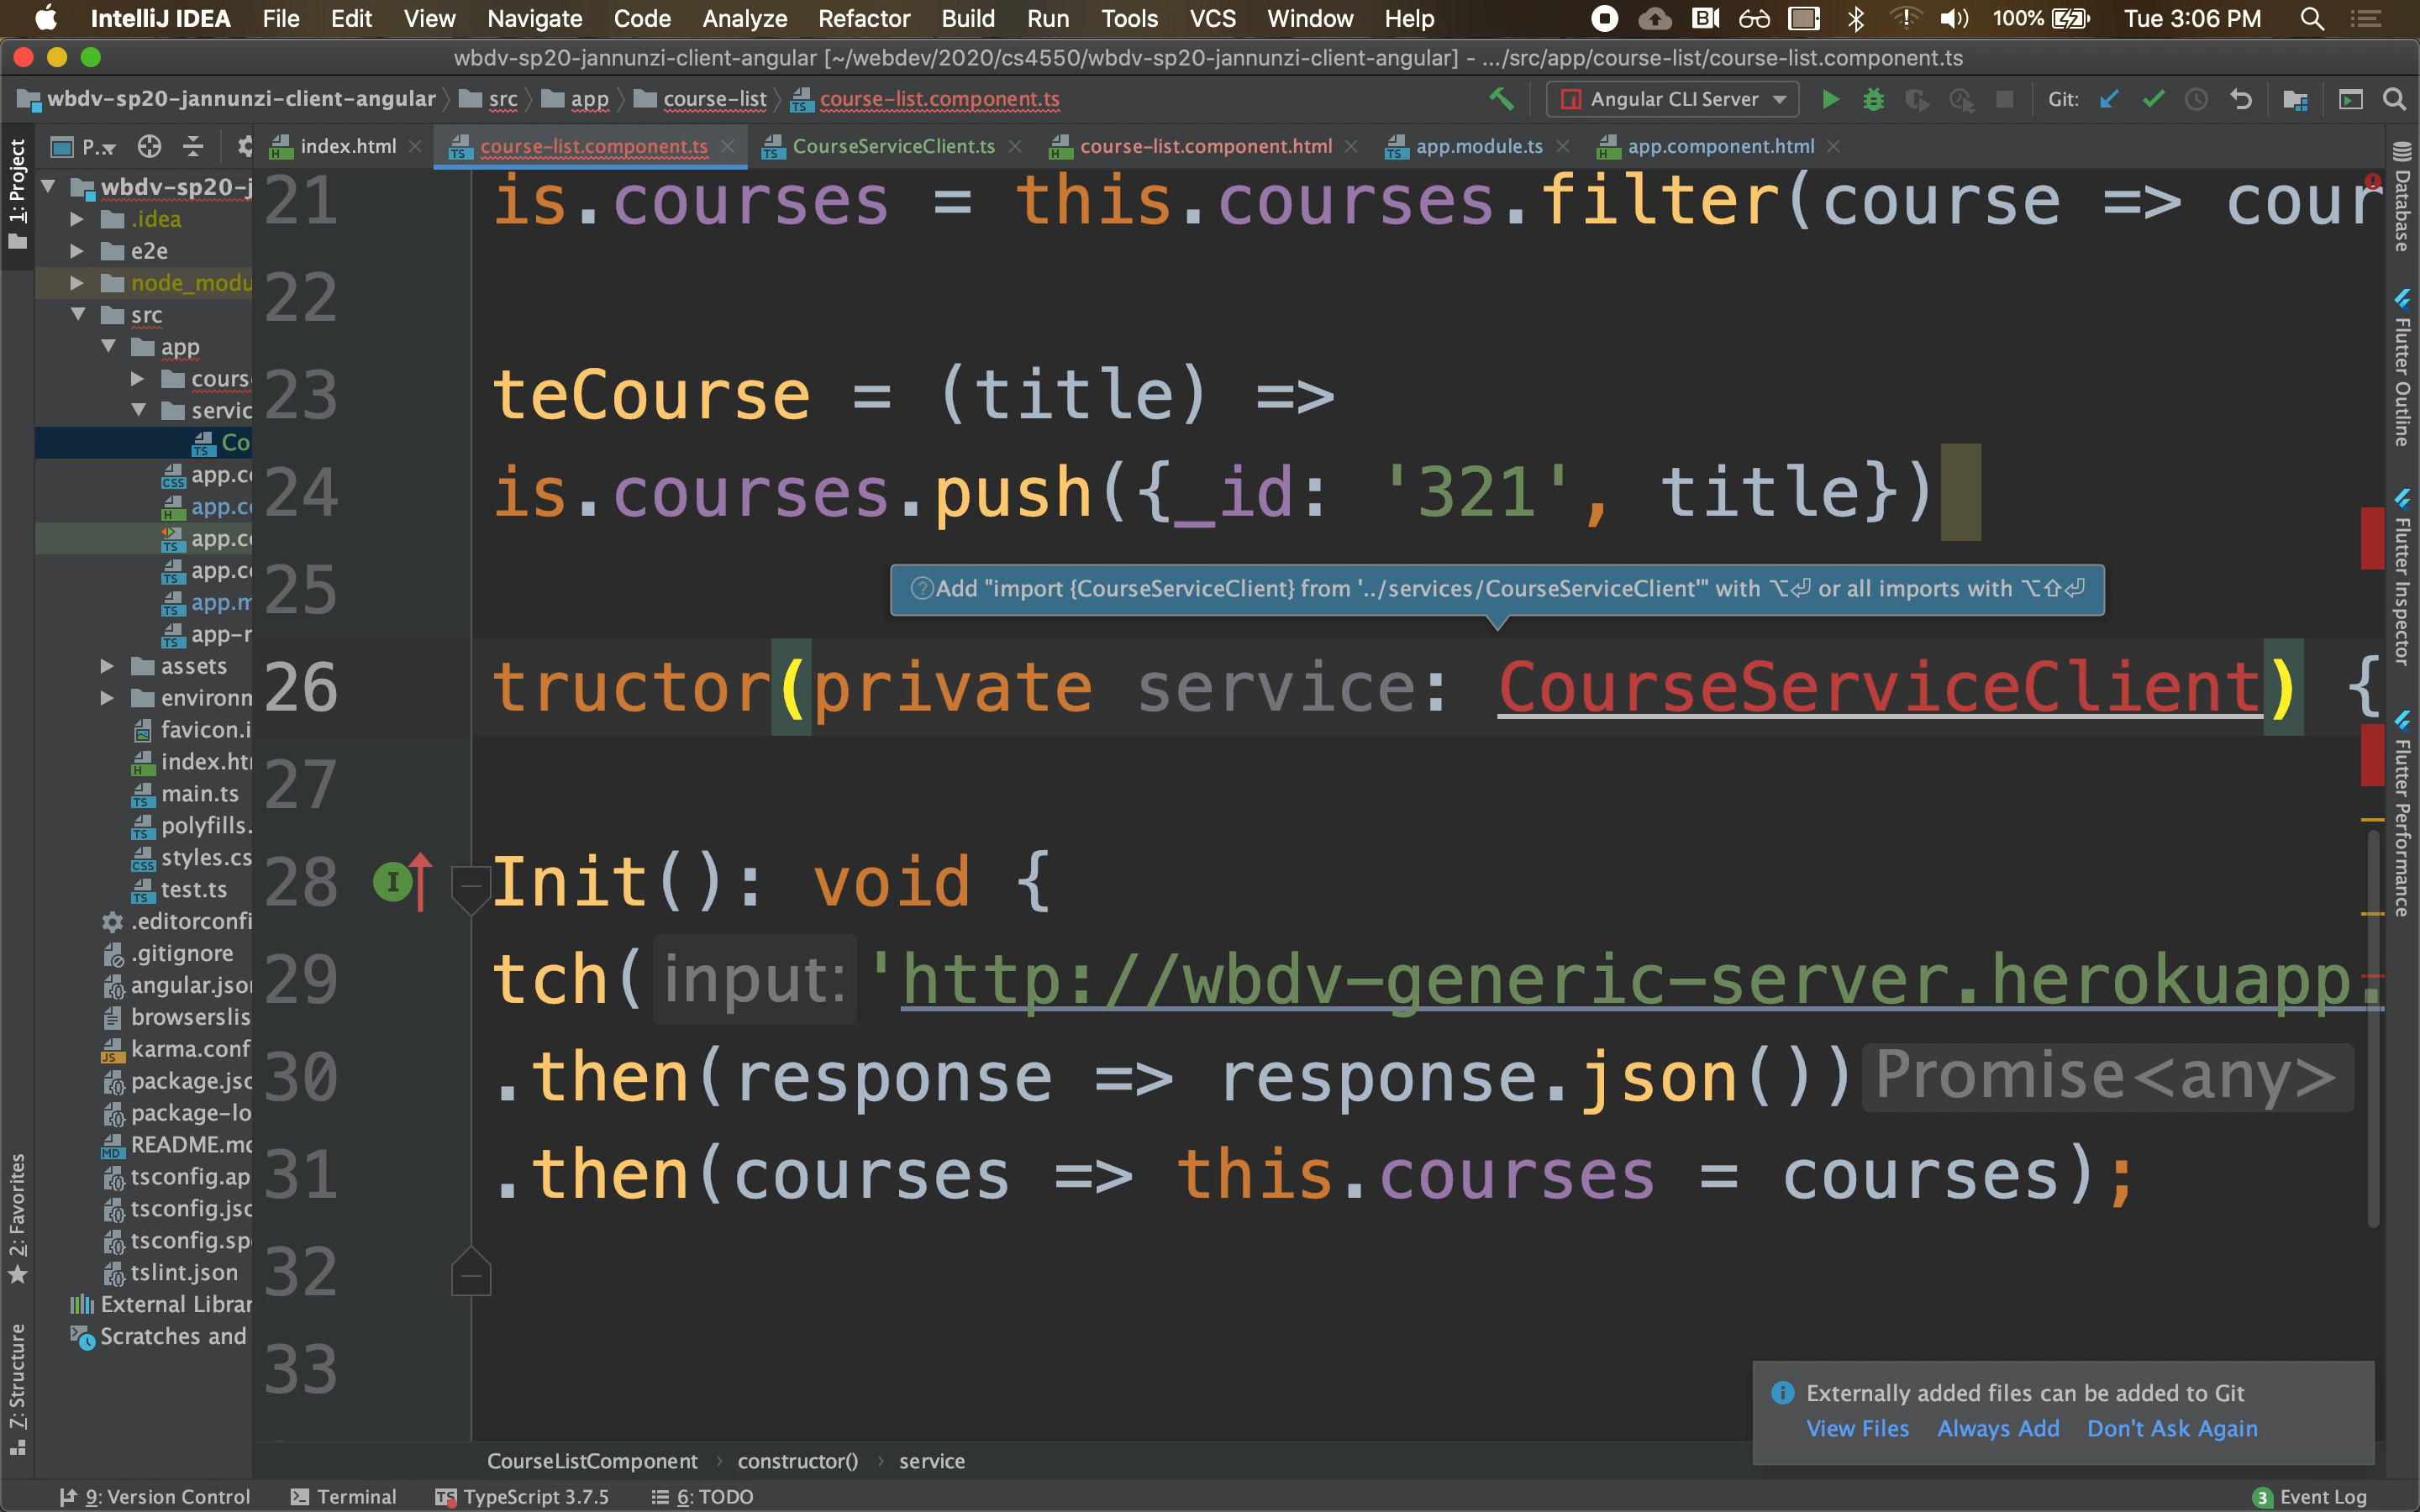 IntelliJ IDEA File Edit View Navigate Code Analyze Refactor Build Run Tools VCS Window Help 100% Tue 3:06 PM
wbdv-sp20-jannunzi-client-angular [~/webdev/2020/cs4550/wbdv-sp20-jannunzi-client-angular] - .../src/app/course-list/course-list.component.ts
wbdv-sp20-jannunzi-client-angular src app course-list course-list.component.ts Angular CLI Server Git:
P... index.html course-list.component.ts CourseServiceClient.ts course-list.component.html app.module.ts app.component.html
1: Project
2: Favorites
7: Structure
wbdv-sp20-j
.idea
e2e
node_modu
src
app
cours
servic
Co
app.co
app.co
app.co
app.co
app.m
app-r
assets
environm
favicon.i
index.htm
main.ts
polyfills.
styles.cs
test.ts
.editorconfi
.gitignore
angular.json
browserslis
karma.conf
package.jsc
package-lo
README.md
tsconfig.ap
tsconfig.jsc
tsconfig.sp
tslint.json
External Librar
Scratches and
21 is.courses = this.courses.filter(course => cour
22
23 teCourse = (title) =>
24 is.courses.push({_id: '321', title})
25
Add "import {CourseServiceClient} from '../services/CourseServiceClient'" with ⌥⏎ or all imports with ⌥⇧⏎
26 tructor(private service: CourseServiceClient) {
27
28 Init(): void {
29 tch( input: 'http://wbdv-generic-server.herokuapp.
30 .then(response => response.json()) Promise<any>
31 .then(courses => this.courses = courses);
32
33
Database
Flutter Outline
Flutter Inspector
Flutter Performance
Externally added files can be added to Git
View Files Always Add Don't Ask Again
CourseListComponent › constructor() › service
9: Version Control Terminal TypeScript 3.7.5 6: TODO 3 Event Log